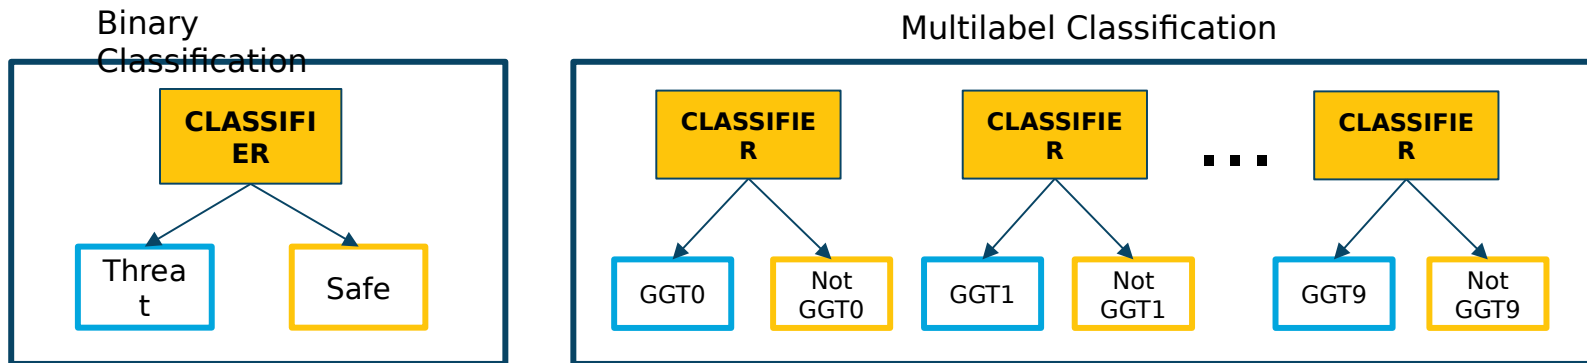 Binary
Classification
CLASSIFI
ER
Threa
t
Safe
Multilabel Classification
CLASSIFIE
R
CLASSIFIE
R
...
CLASSIFIE
R
GGT0
Not
GGT0
GGT1
Not
GGT1
GGT9
Not
GGT9